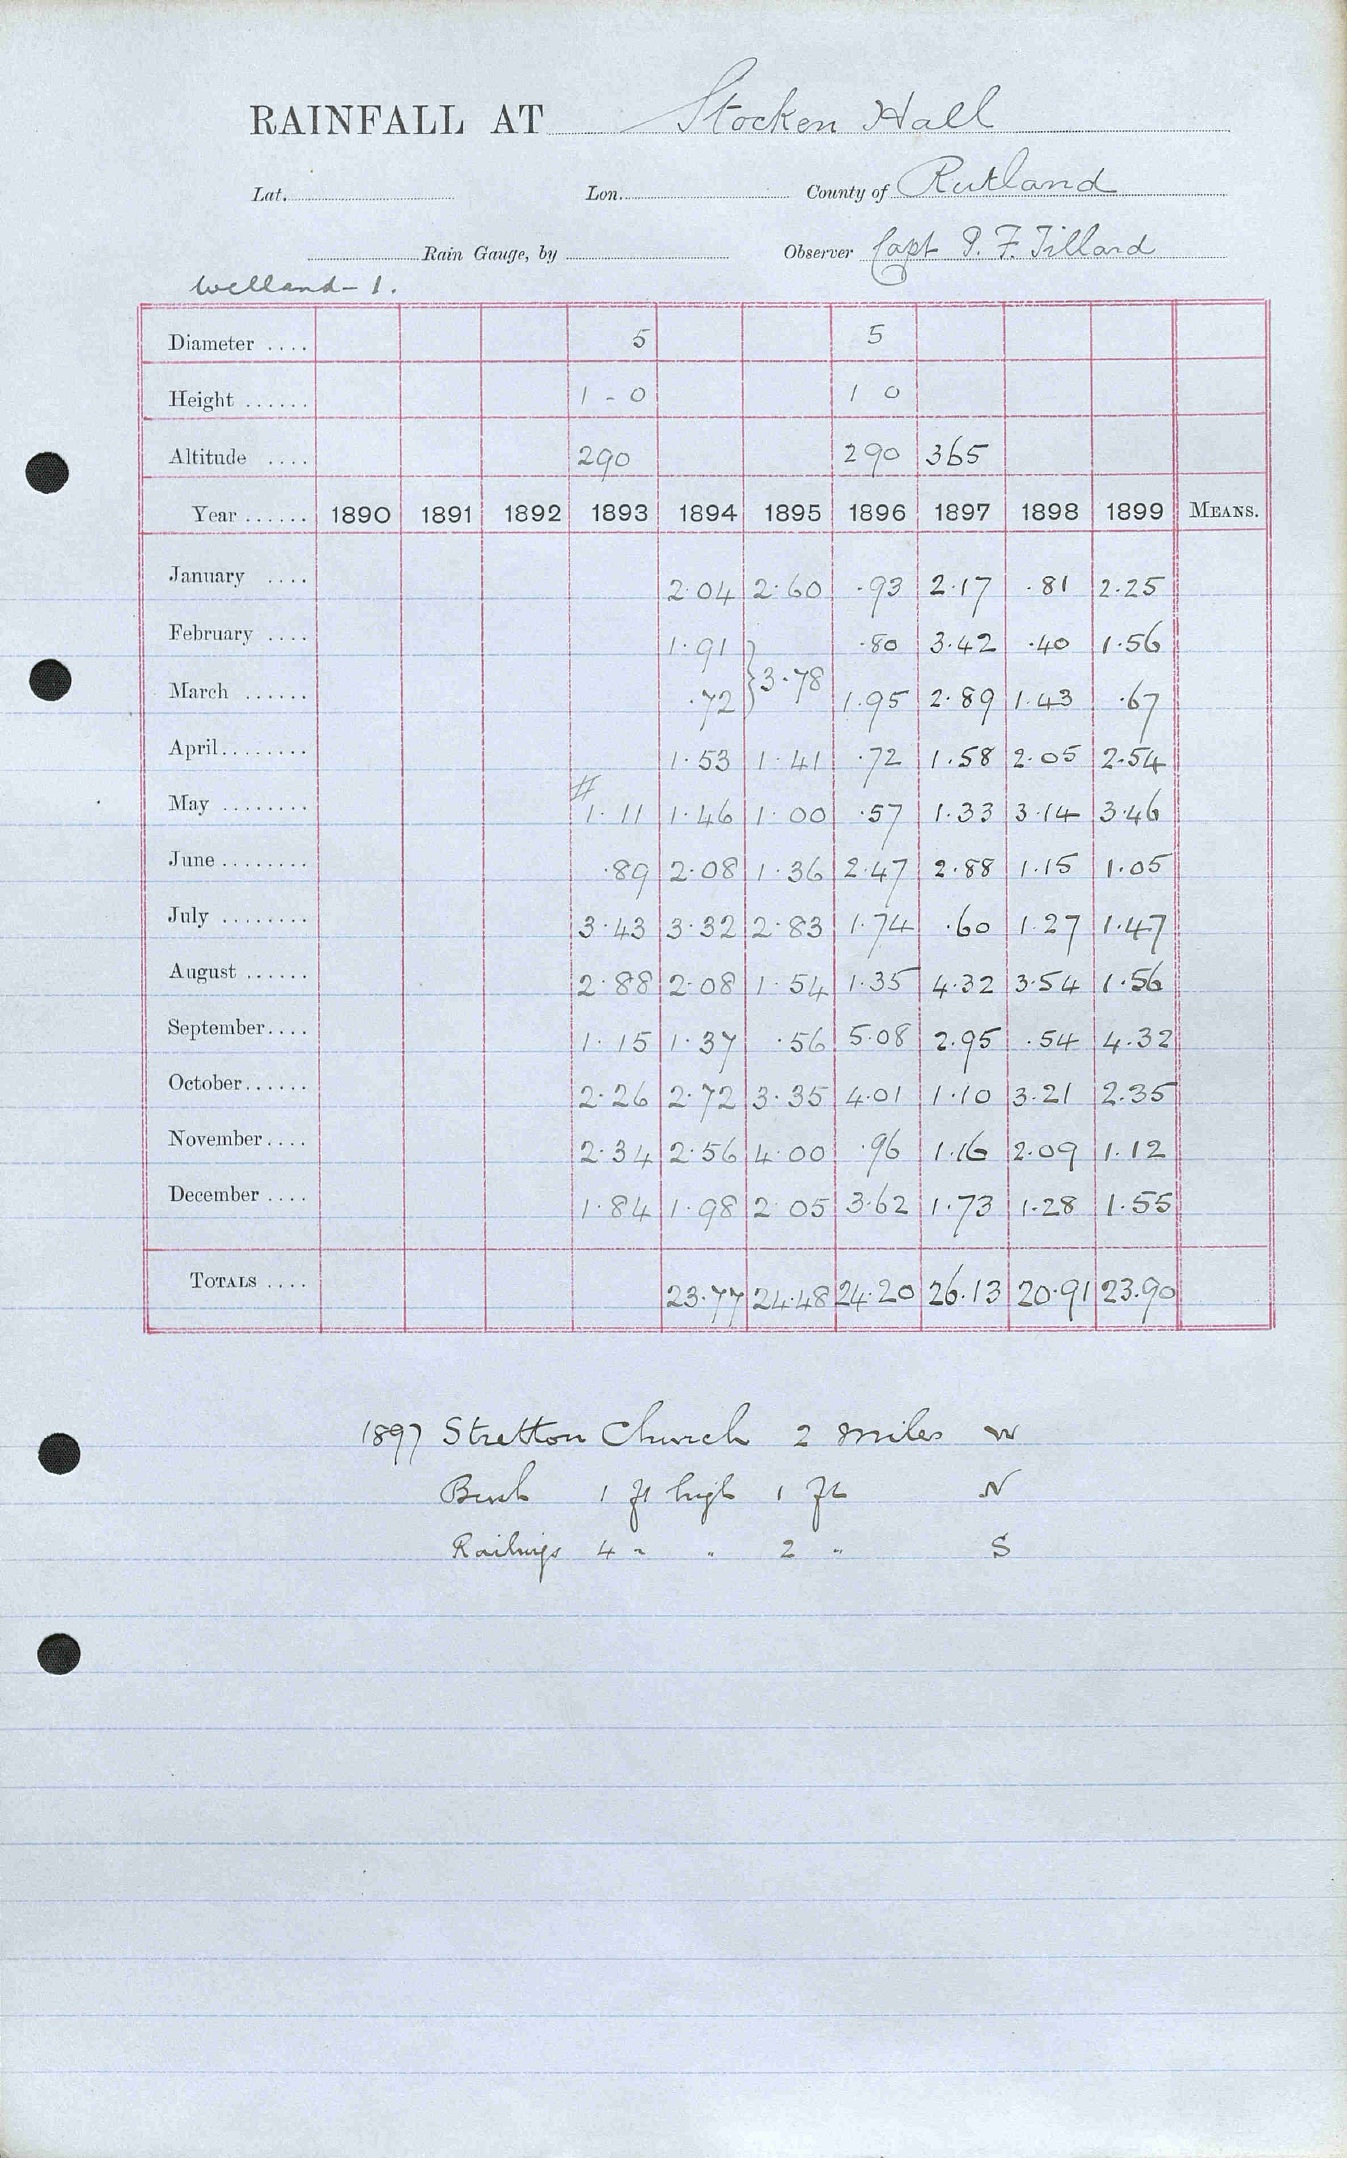 RAINFALL AT Stocken Hall
Lat. Lon. County of Rutland
Rain Gauge, by Observer Capt P. F. Tillard
Welland - 1.
Diameter .... 5 5
Height ...... 1 - 0 1 0
Altitude .... 290 290 365
Year ...... 1890 1891 1892 1893 1894 1895 1896 1897 1898 1899 MEANS.
January .... 2.04 2.60 .93 2.17 .81 2.25
February .... 1.91 .80 3.42 .40 1.56
} 3.78
March ...... .72 1.95 2.89 1.43 .67
April........ 1.53 1.41 .72 1.58 2.05 2.54
May ........ # 1.11 1.46 1.00 .57 1.33 3.14 3.46
June ........ .89 2.08 1.36 2.47 2.88 1.15 1.05
July ........ 3.43 3.32 2.83 1.74 .60 1.27 1.47
August ...... 2.88 2.08 1.54 1.35 4.32 3.54 1.56
September.... 1.15 1.37 .56 5.08 2.95 .54 4.32
October...... 2.26 2.72 3.35 4.01 1.10 3.21 2.35
November.... 2.34 2.56 4.00 .96 1.16 2.09 1.12
December .... 1.84 1.98 2.05 3.62 1.73 1.28 1.55
TOTALS .... 23.77 24.48 24.20 26.13 20.91 23.90
1897 Stretton Church 2 miles W
Bush 1 ft high 1 ft N
Railings 4 " " 2 " S